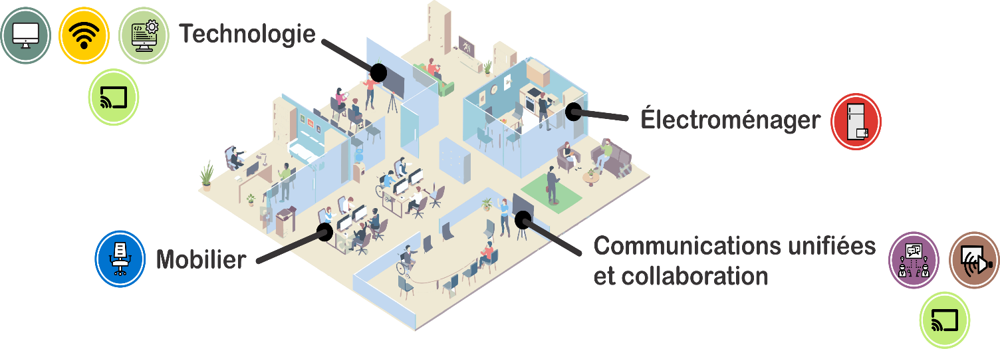 Technologie
Électroménager
Mobilier
Communications unifiées
et collaboration